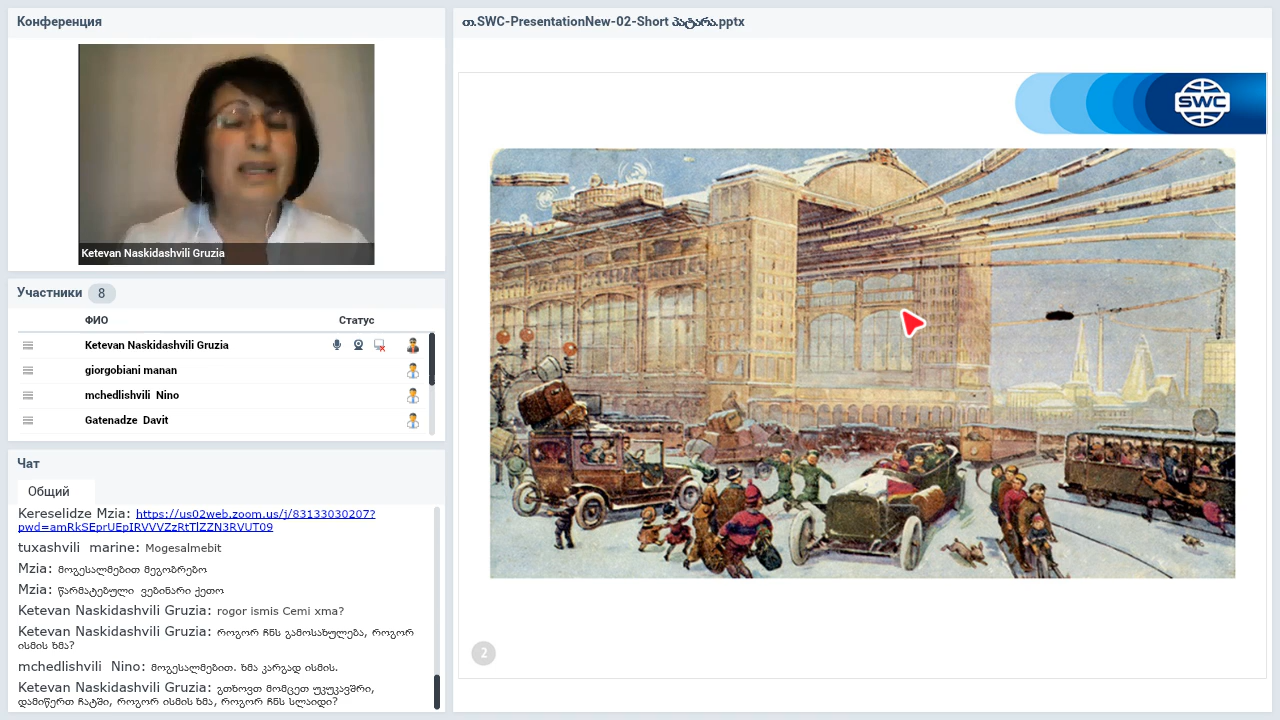 Конференция
Ketevan Naskidashvili Gruzia
Участники 8
ФИО Статус
Ketevan Naskidashvili Gruzia
giorgobiani manan
mchedlishvili Nino
Gatenadze Davit
Чат
Общий
Kereselidze Mzia: https://us02web.zoom.us/j/83133030207?
pwd=amRkSEprUEpIRVVVZzRtTlZZN3RVUT09
tuxashvili marine: Mogesalmebit
Mzia: მოგესალმებით მეგობრებო
Mzia: წარმატებული ვებინარი ქეთო
Ketevan Naskidashvili Gruzia: rogor ismis Cemi xma?
Ketevan Naskidashvili Gruzia: როგორ ჩნს გამოსახულება, როგორ
ისმის ხმა?
mchedlishvili Nino: მოგესალმებით. ხმა კარგად ისმის.
Ketevan Naskidashvili Gruzia: გთხოვთ მომცეთ უკუკავშრი,
დამიწერთ ჩატში, როგორ ისმის ხმა, როგორ ჩნს სლაიდი?
თ.SWC-PresentationNew-02-Short პატარა.pptx
SWC
2